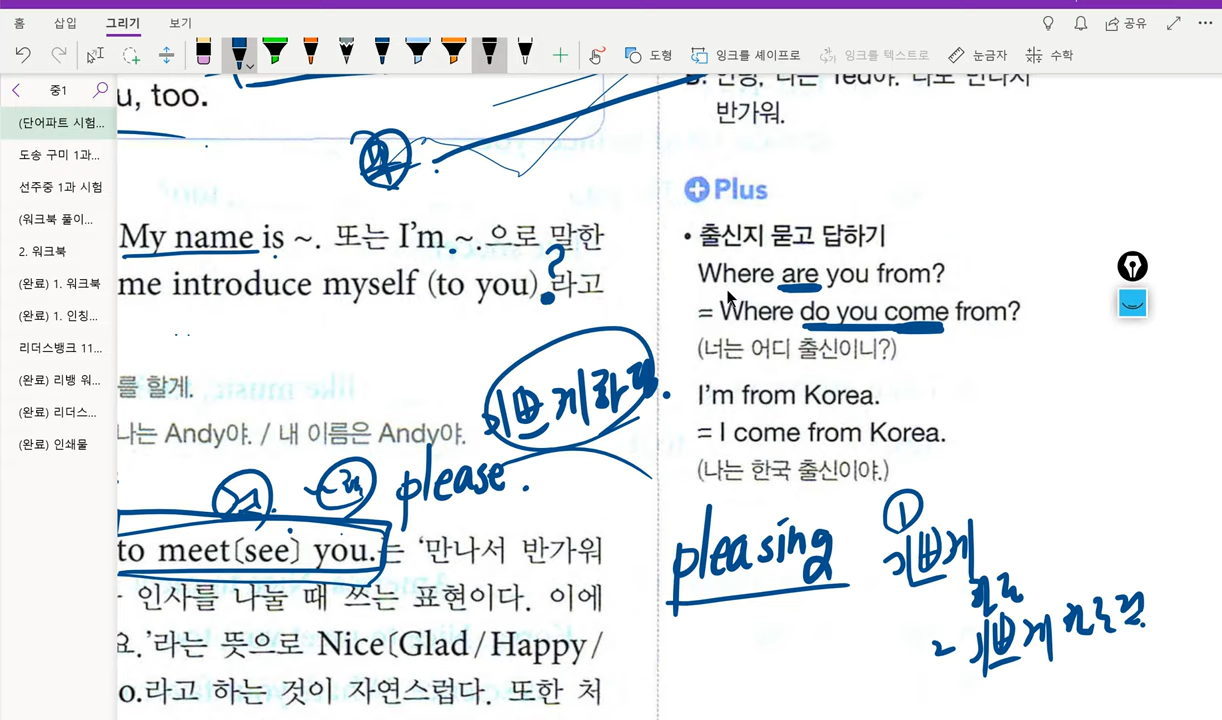 홈 삽입 그리기 보기
공유
도형 잉크를 셰이프로 잉크를 텍스트로 눈금자 수학
중1
(단어파트 시험...
도송 구미 1과...
선주중 1과 시험
(워크북 풀이...
2. 워크북
(완료) 1. 워크북
(완료) 1. 인칭...
리더스뱅크 11...
(완료) 리뱅 워...
(완료) 리더스...
(완료) 인쇄물
u, too.
My name is ~. 또는 I'm ~.으로 말한
me introduce myself (to you).라고
?
를 할게.
나는 Andy야. / 내 이름은 Andy야.
기쁘게하다.
please.
to meet(see) you.는 '만나서 반가워
인사를 나눌 때 쓰는 표현이다. 이에
요.'라는 뜻으로 Nice(Glad/Happy/
o.라고 하는 것이 자연스럽다. 또한 처
B: 안녕, 나는 Ted야. 나도 만나서
반가워.
Plus
• 출신지 묻고 답하기
Where are you from?
= Where do you come from?
(너는 어디 출신이니?)
I'm from Korea.
= I come from Korea.
(나는 한국 출신이야.)
pleasing
① 기쁘게
하는
= 기쁘게